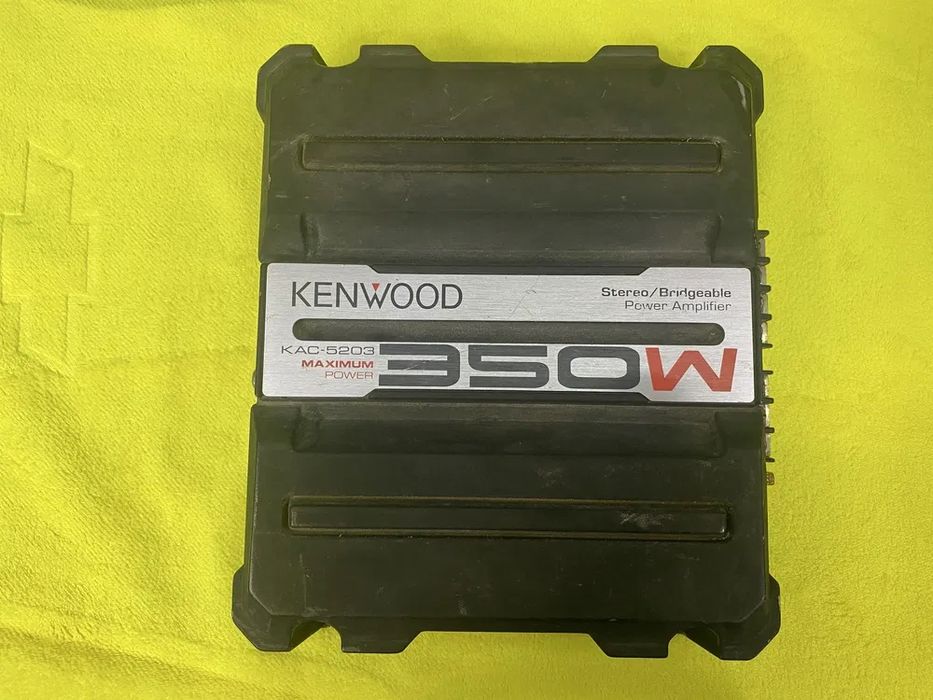 KENWOOD
Stereo/Bridgeable
Power Amplifier
KAC-5203
MAXIMUM
POWER
350W